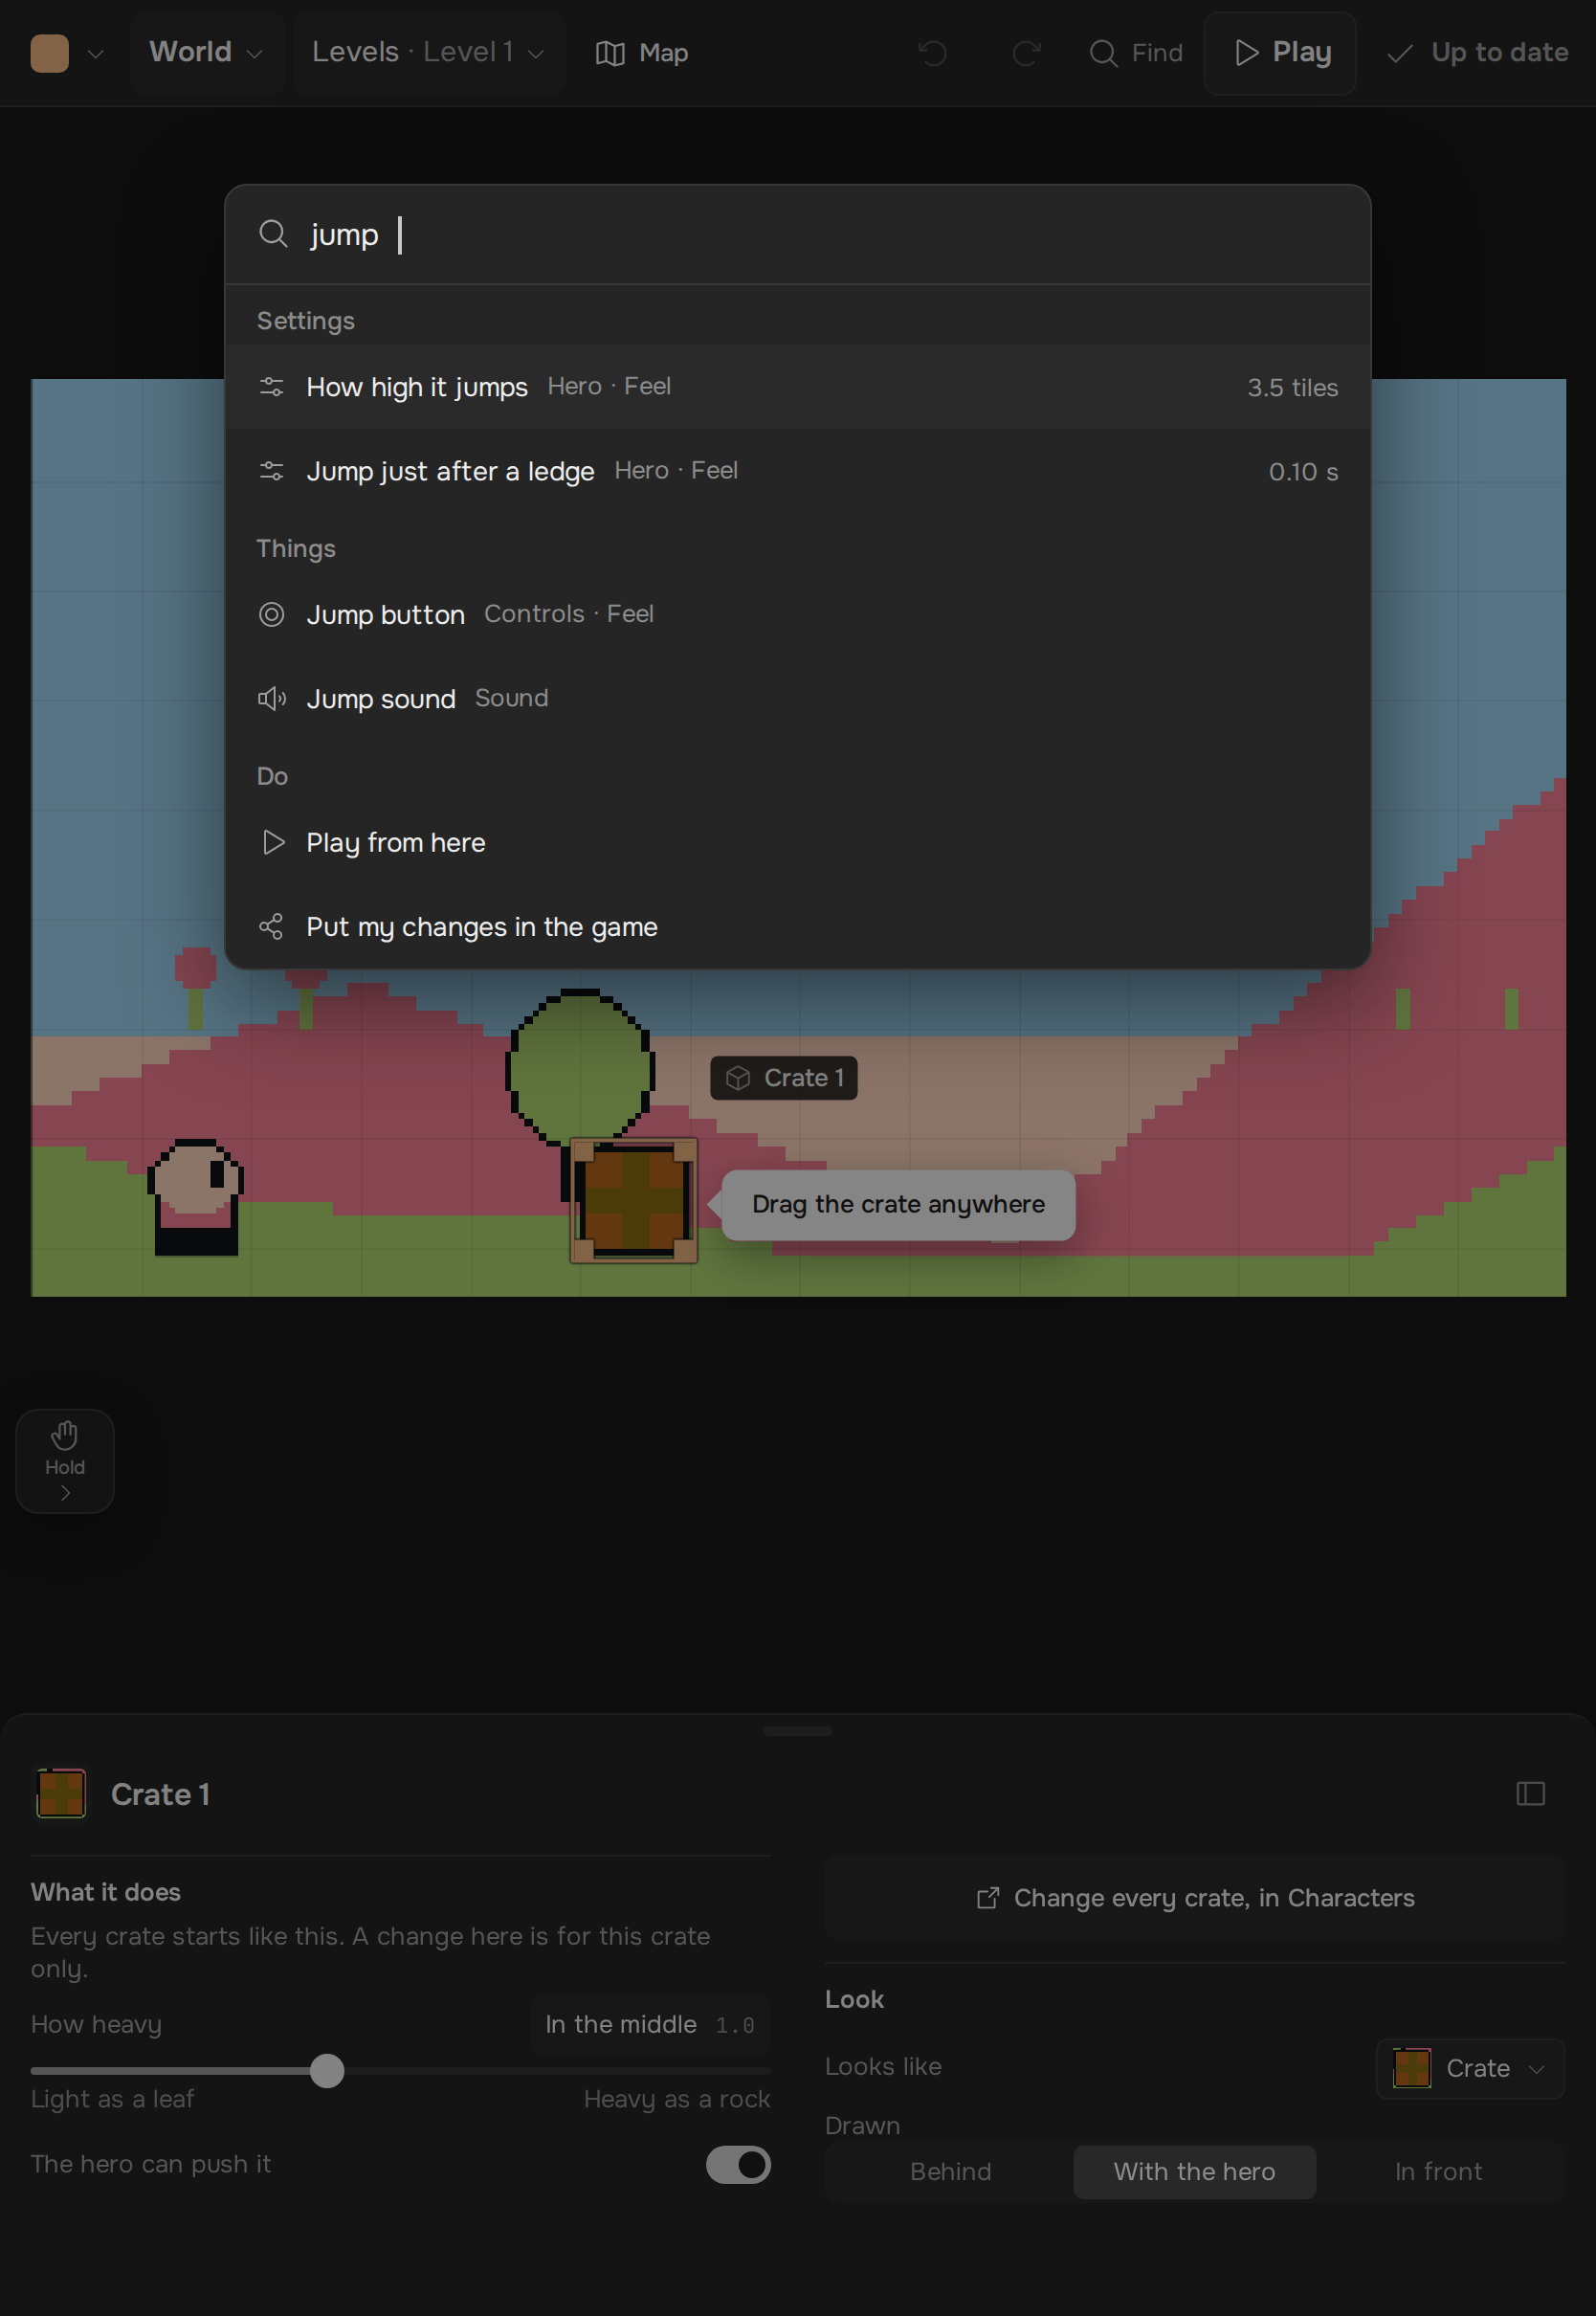 World
Levels · Level 1
Map
Find
Play
Up to date
jump
Settings
How high it jumps Hero · Feel 3.5 tiles
Jump just after a ledge Hero · Feel 0.10 s
Things
Jump button Controls · Feel
Jump sound Sound
Do
Play from here
Put my changes in the game
Crate 1
Drag the crate anywhere
Hold
Crate 1
What it does
Every crate starts like this. A change here is for this crate
only.
How heavy In the middle 1.0
Light as a leaf Heavy as a rock
The hero can push it
Change every crate, in Characters
Look
Looks like Crate
Drawn
Behind With the hero In front